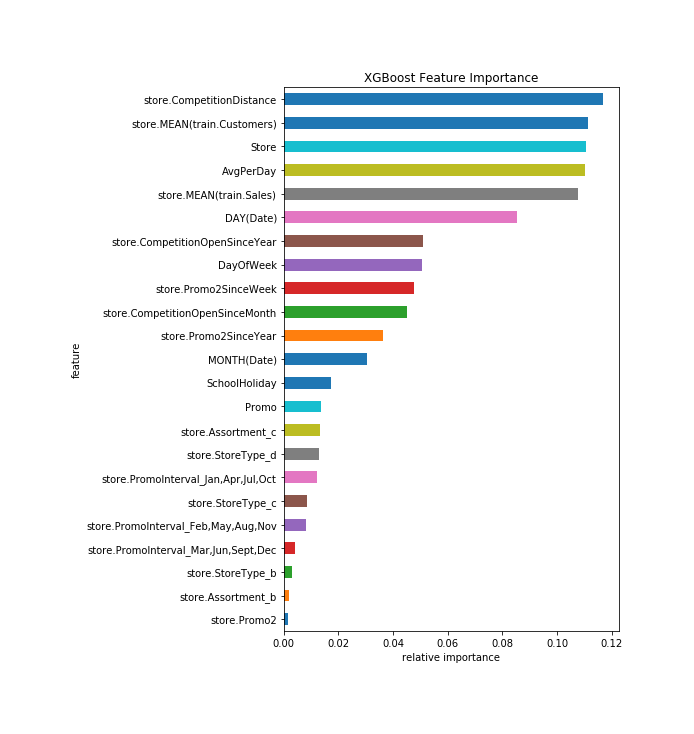 XGBoost Feature Importance
store.CompetitionDistance
store.MEAN(train.Customers)
Store
AvgPerDay
store.MEAN(train.Sales)
DAY(Date)
store.CompetitionOpenSinceYear
DayOfWeek
store.Promo2SinceWeek
store.CompetitionOpenSinceMonth
store.Promo2SinceYear
MONTH(Date)
SchoolHoliday
Promo
store.Assortment_c
store.StoreType_d
store.PromoInterval_Jan,Apr,Jul,Oct
store.StoreType_c
store.PromoInterval_Feb,May,Aug,Nov
store.PromoInterval_Mar,Jun,Sept,Dec
store.StoreType_b
store.Assortment_b
store.Promo2
feature
0.00 0.02 0.04 0.06 0.08 0.10 0.12
relative importance